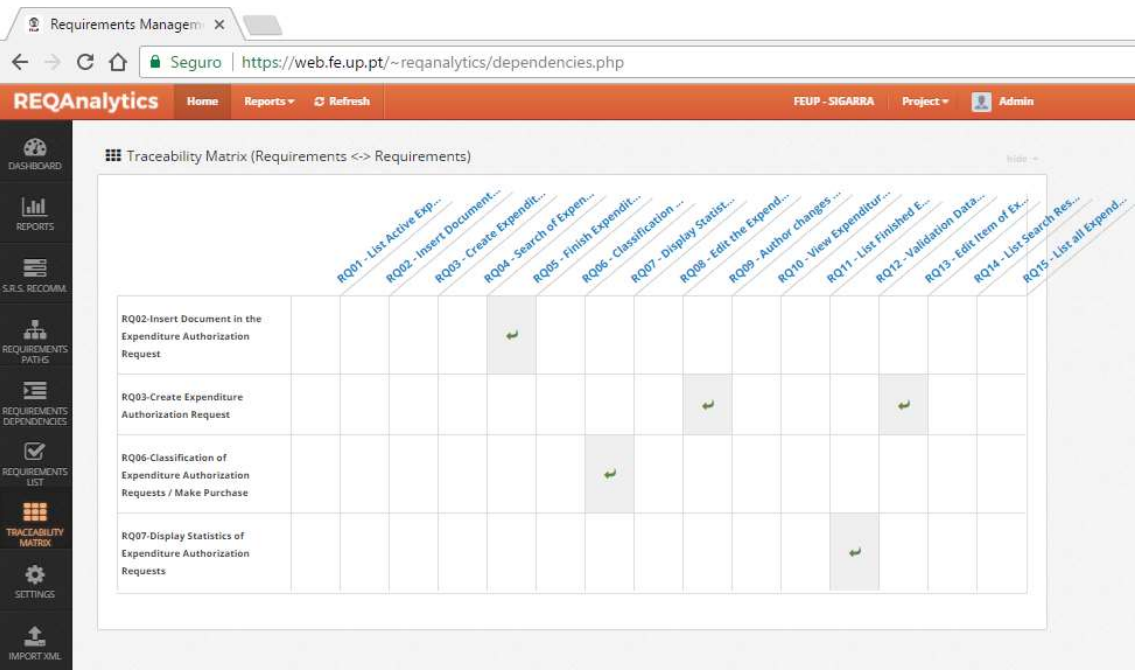 Requirements Managem
Seguro https://web.fe.up.pt/~reqanalytics/dependencies.php
REQAnalytics Home Reports Refresh FEUP - SIGARRA Project Admin
DASHBOARD
REPORTS
S.R.S. RECOMM.
REQUIREMENTS
PATHS
REQUIREMENTS
DEPENDENCIES
REQUIREMENTS
LIST
TRACEABILITY
MATRIX
SETTINGS
IMPORT XML
Traceability Matrix (Requirements <-> Requirements) hide
RQ01 - List Active Exp...
RQ02 - Insert Document...
RQ03 - Create Expendit...
RQ04 - Search of Expen...
RQ05 - Finish Expendit...
RQ06 - Classification ...
RQ07 - Display Statist...
RQ08 - Edit the Expend...
RQ09 - Author changes ...
RQ10 - View Expenditur...
RQ11 - List Finished E...
RQ12 - Validation Data...
RQ13 - Edit Item of Ex...
RQ14 - List Search Res...
RQ15 - List all Expend...
RQ02-Insert Document in the
Expenditure Authorization
Request
RQ03-Create Expenditure
Authorization Request
RQ06-Classification of
Expenditure Authorization
Requests / Make Purchase
RQ07-Display Statistics of
Expenditure Authorization
Requests